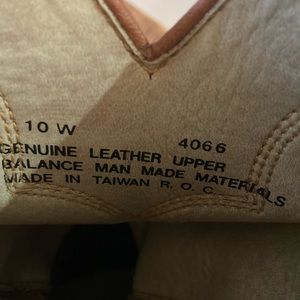 10 W 4066
GENUINE LEATHER UPPER
BALANCE MAN MADE MATERIALS
MADE IN TAIWAN R.O.C.